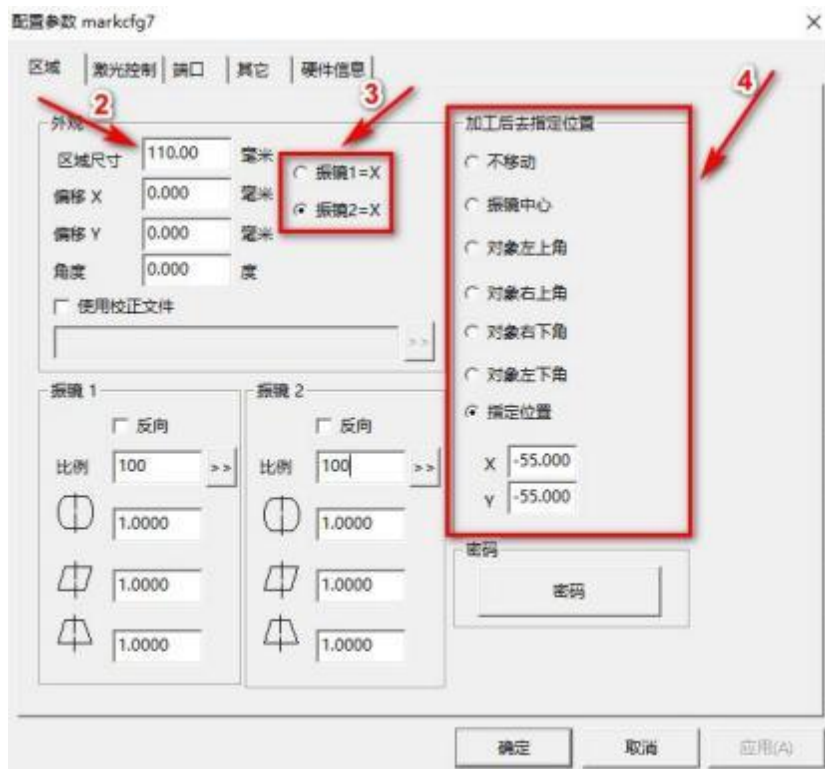 配置参数 markcfg7
区域 激光控制 端口 其它 硬件信息
2
3
4
外观
区域尺寸 110.00 毫米
偏移 X 0.000 毫米
偏移 Y 0.000 毫米
角度 0.000 度
振镜1=X
振镜2=X
使用校正文件
>>
振镜 1
反向
比例 100 >>
1.0000
1.0000
1.0000
振镜 2
反向
比例 100 >>
1.0000
1.0000
1.0000
加工后去指定位置
不移动
振镜中心
对象左上角
对象右上角
对象右下角
对象左下角
指定位置
X -55.000
Y -55.000
密码
密码
确定 取消 应用(A)